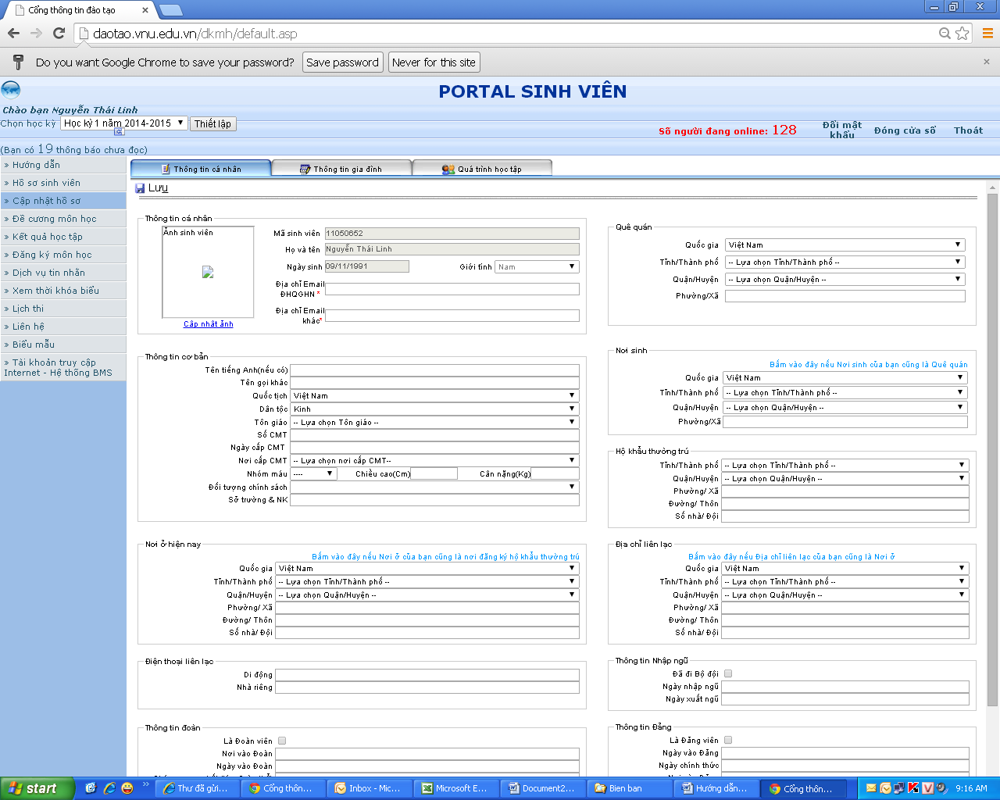 Cổng thông tin đào tạo
daotao.vnu.edu.vn/dkmh/default.asp
Do you want Google Chrome to save your password? Save password Never for this site
PORTAL SINH VIÊN
Chào bạn Nguyễn Thái Linh
Chọn học kỳ Học kỳ 1 năm 2014-2015 Thiết lập
Số người đang online: 128 Đổi mật khẩu Đóng cửa sổ Thoát
(Bạn có 19 thông báo chưa đọc)
» Hướng dẫn
» Hồ sơ sinh viên
» Cập nhật hồ sơ
» Đề cương môn học
» Kết quả học tập
» Đăng ký môn học
» Dịch vụ tin nhắn
» Xem thời khóa biểu
» Lịch thi
» Liên hệ
» Biểu mẫu
» Tài khoản truy cập
Internet - Hệ thống BMS
Thông tin cá nhân Thông tin gia đình Quá trình học tập
Lưu
Thông tin cá nhân
Ảnh sinh viên
Cập nhật ảnh
Mã sinh viên 11050652
Họ và tên Nguyễn Thái Linh
Ngày sinh 09/11/1991 Giới tính Nam
Địa chỉ Email
ĐHQGHN *
Địa chỉ Email
khác*
Quê quán
Quốc gia Việt Nam
Tỉnh/Thành phố -- Lựa chọn Tỉnh/Thành phố --
Quận/Huyện -- Lựa chọn Quận/Huyện --
Phường/Xã
Thông tin cơ bản
Tên tiếng Anh(nếu có)
Tên gọi khác
Quốc tịch Việt Nam
Dân tộc Kinh
Tôn giáo -- Lựa chọn Tôn giáo --
Số CMT
Ngày cấp CMT
Nơi cấp CMT -- Lựa chọn nơi cấp CMT--
Nhóm máu ---- Chiều cao(Cm) Cân nặng(Kg)
Đối tượng chính sách
Sở trường & NK
Nơi sinh
Bấm vào đây nếu Nơi sinh của bạn cũng là Quê quán
Quốc gia Việt Nam
Tỉnh/Thành phố -- Lựa chọn Tỉnh/Thành phố --
Quận/Huyện -- Lựa chọn Quận/Huyện --
Phường/Xã
Hộ khẩu thường trú
Tỉnh/Thành phố -- Lựa chọn Tỉnh/Thành phố --
Quận/Huyện -- Lựa chọn Quận/Huyện --
Phường/ Xã
Đường/ Thôn
Số nhà/ Đội
Nơi ở hiện nay
Bấm vào đây nếu Nơi ở của bạn cũng là nơi đăng ký hộ khẩu thường trú
Quốc gia Việt Nam
Tỉnh/Thành phố -- Lựa chọn Tỉnh/Thành phố --
Quận/Huyện -- Lựa chọn Quận/Huyện --
Phường/ Xã
Đường/ Thôn
Số nhà/ Đội
Địa chỉ liên lạc
Bấm vào đây nếu Địa chỉ liên lạc của bạn cũng là Nơi ở
Quốc gia Việt Nam
Tỉnh/Thành phố -- Lựa chọn Tỉnh/Thành phố --
Quận/Huyện -- Lựa chọn Quận/Huyện --
Phường/ Xã
Đường/ Thôn
Số nhà/ Đội
Điện thoại liên lạc
Di động
Nhà riêng
Thông tin Nhập ngũ
Đã đi Bộ đội
Ngày nhập ngũ
Ngày xuất ngũ
Thông tin đoàn
Là Đoàn viên
Nơi vào Đoàn
Ngày vào Đoàn
Thông tin Đảng
Là Đảng viên
Ngày vào Đảng
Ngày chính thức
start Thư đã gửi... Cổng thôn... Inbox - Mic... Microsoft E... Document2... Bien ban Hướng dẫn... Cổng thôn... 9:16 AM